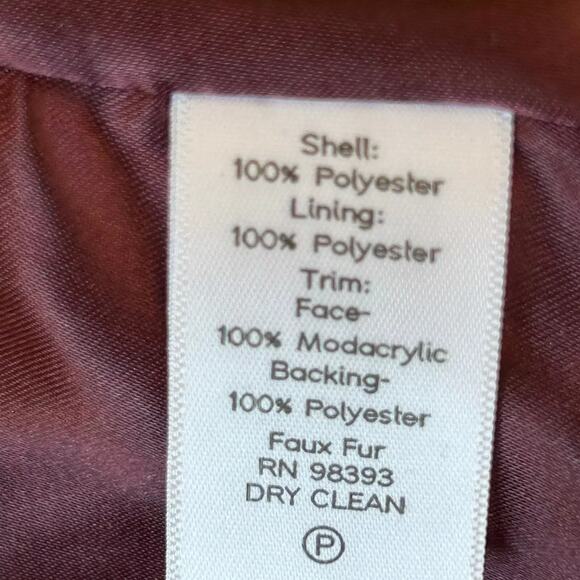 Shell:
100% Polyester
Lining:
100% Polyester
Trim:
Face-
100% Modacrylic
Backing-
100% Polyester
Faux Fur
RN 98393
DRY CLEAN
P